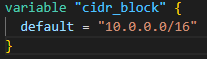 variable "cidr_block" {
  default = "10.0.0.0/16"
}